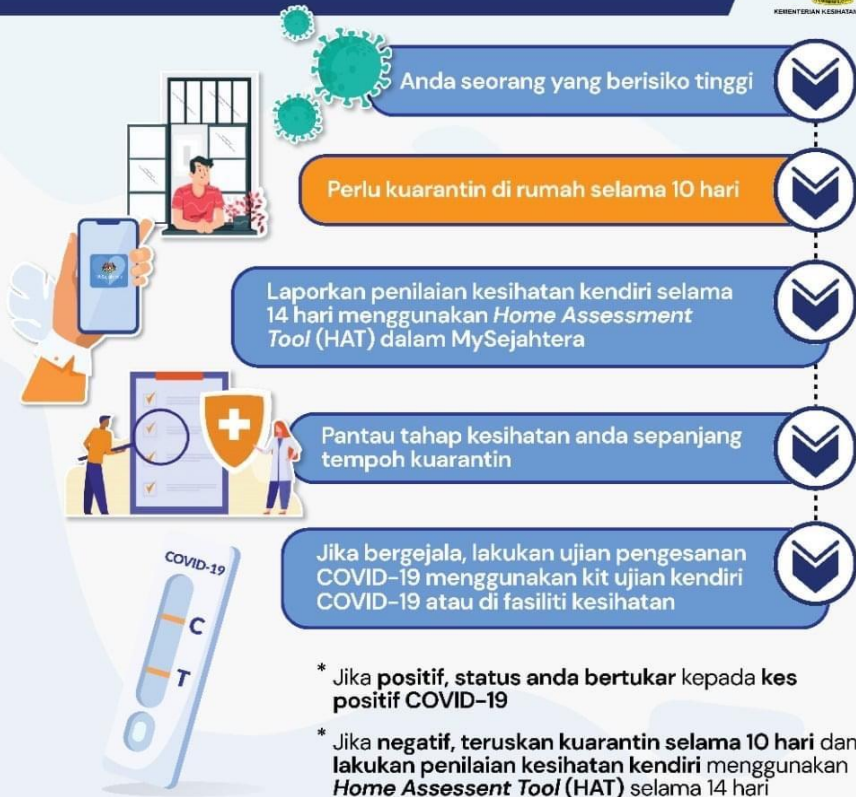 KEMENTERIAN KESIHATAN
Anda seorang yang berisiko tinggi
Perlu kuarantin di rumah selama 10 hari
Laporkan penilaian kesihatan kendiri selama
14 hari menggunakan Home Assessment
Tool (HAT) dalam MySejahtera
Pantau tahap kesihatan anda sepanjang
tempoh kuarantin
Jika bergejala, lakukan ujian pengesanan
COVID-19 menggunakan kit ujian kendiri
COVID-19 atau di fasiliti kesihatan
COVID-19
C
T
* Jika positif, status anda bertukar kepada kes
positif COVID-19
* Jika negatif, teruskan kuarantin selama 10 hari dan
lakukan penilaian kesihatan kendiri menggunakan
Home Assessent Tool (HAT) selama 14 hari